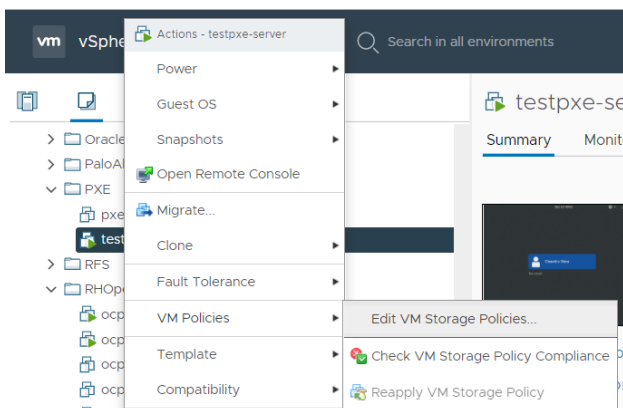 vm vSphe
Actions - testpxe-server
Search in all environments
Power
Guest OS
Snapshots
Open Remote Console
Migrate...
Clone
Fault Tolerance
VM Policies
Template
Compatibility
Edit VM Storage Policies...
Check VM Storage Policy Compliance
Reapply VM Storage Policy
Oracle
PaloAl
PXE
pxe
test
RFS
RHOpe
ocp
ocp
ocp
ocp
testpxe-se
Summary Monit